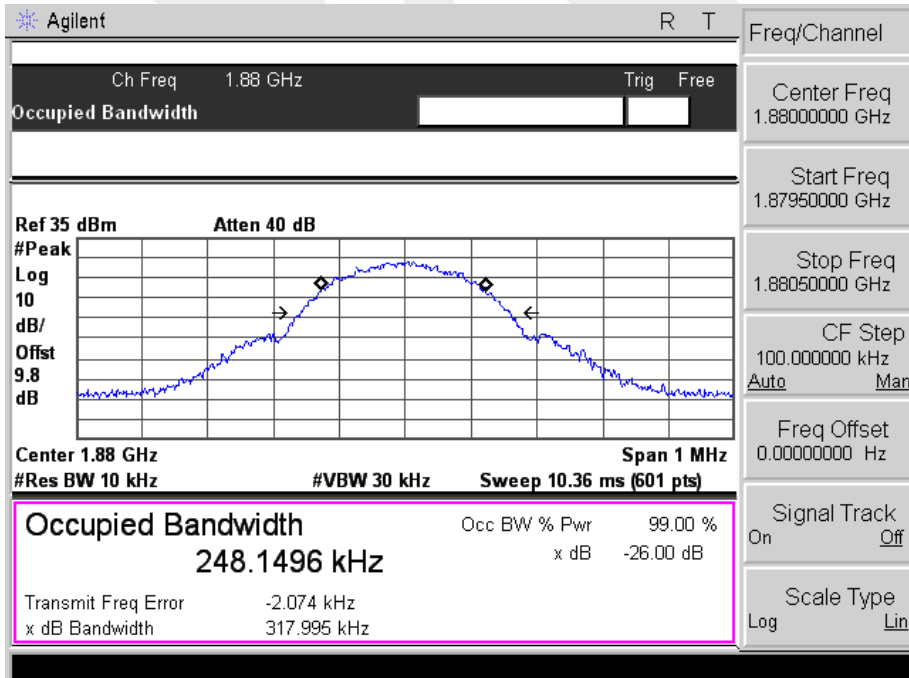 Agilent R T
Ch Freq 1.88 GHz Trig Free
Occupied Bandwidth
Ref 35 dBm Atten 40 dB
#Peak
Log
10
dB/
Offst
9.8
dB
Center 1.88 GHz Span 1 MHz
#Res BW 10 kHz #VBW 30 kHz Sweep 10.36 ms (601 pts)
Occupied Bandwidth
248.1496 kHz
Occ BW % Pwr 99.00 %
x dB -26.00 dB
Transmit Freq Error -2.074 kHz
x dB Bandwidth 317.995 kHz
Freq/Channel
Center Freq
1.88000000 GHz
Start Freq
1.87950000 GHz
Stop Freq
1.88050000 GHz
CF Step
100.000000 kHz
Auto Man
Freq Offset
0.00000000 Hz
Signal Track
On Off
Scale Type
Log Lin